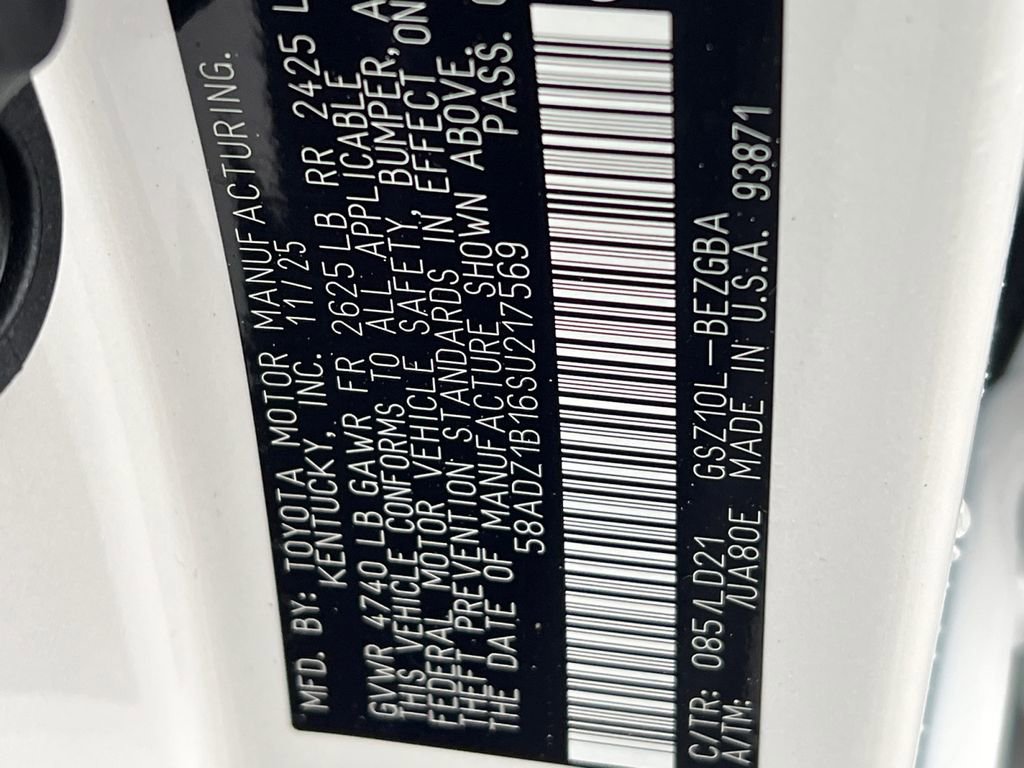 MFD. BY: TOYOTA MOTOR MANUFACTURING.
KENTUCKY, INC. 11/25
GVWR 4740 LB GAWR FR 2625 LB RR 2425 L
THIS VEHICLE CONFORMS TO ALL APPLICABLE
FEDERAL MOTOR VEHICLE SAFETY, BUMPER, A
THEFT PREVENTION STANDARDS IN EFFECT ON
THE DATE OF MANUFACTURE SHOWN ABOVE.
58ADZ1B16SU217569 PASS.
C/TR: 085/LD21 GSZ10L-BEZGBA
A/TM: /UA80E MADE IN U.S.A. 93871